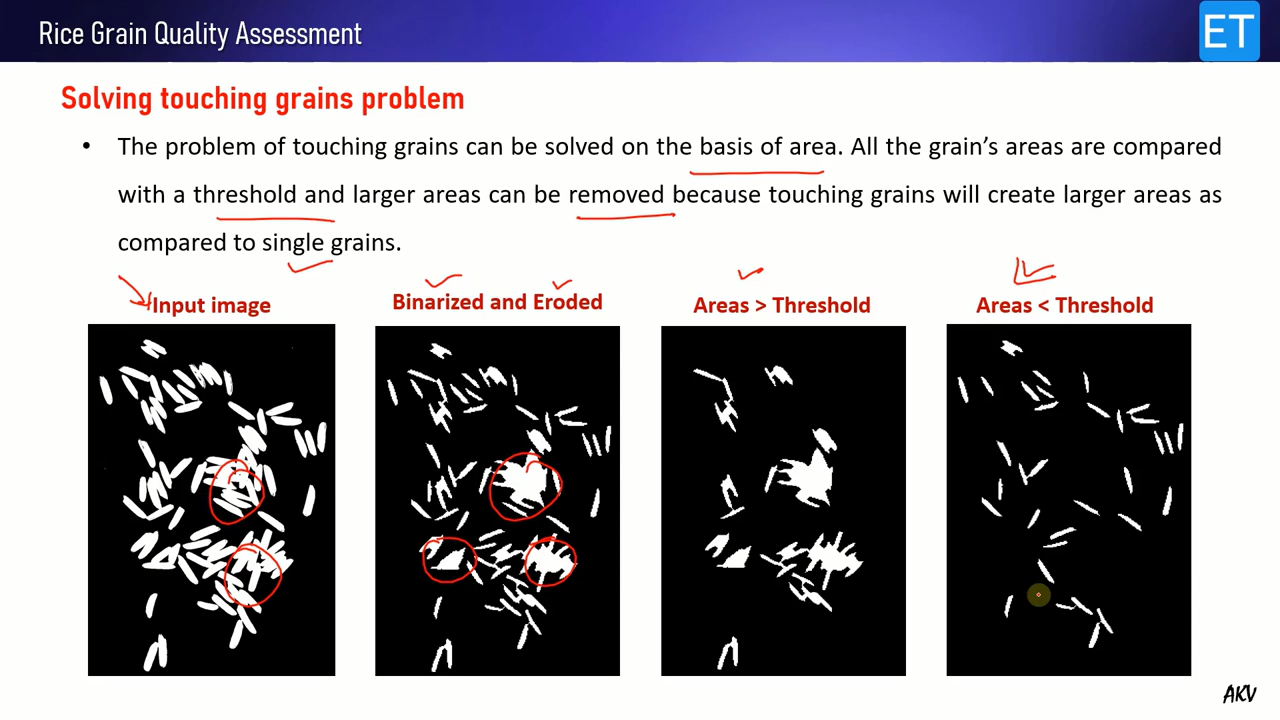 Rice Grain Quality Assessment
ET
Solving touching grains problem
• The problem of touching grains can be solved on the basis of area. All the grain’s areas are compared
with a threshold and larger areas can be removed because touching grains will create larger areas as
compared to single grains.
Input image
Binarized and Eroded
Areas > Threshold
Areas < Threshold
AKV